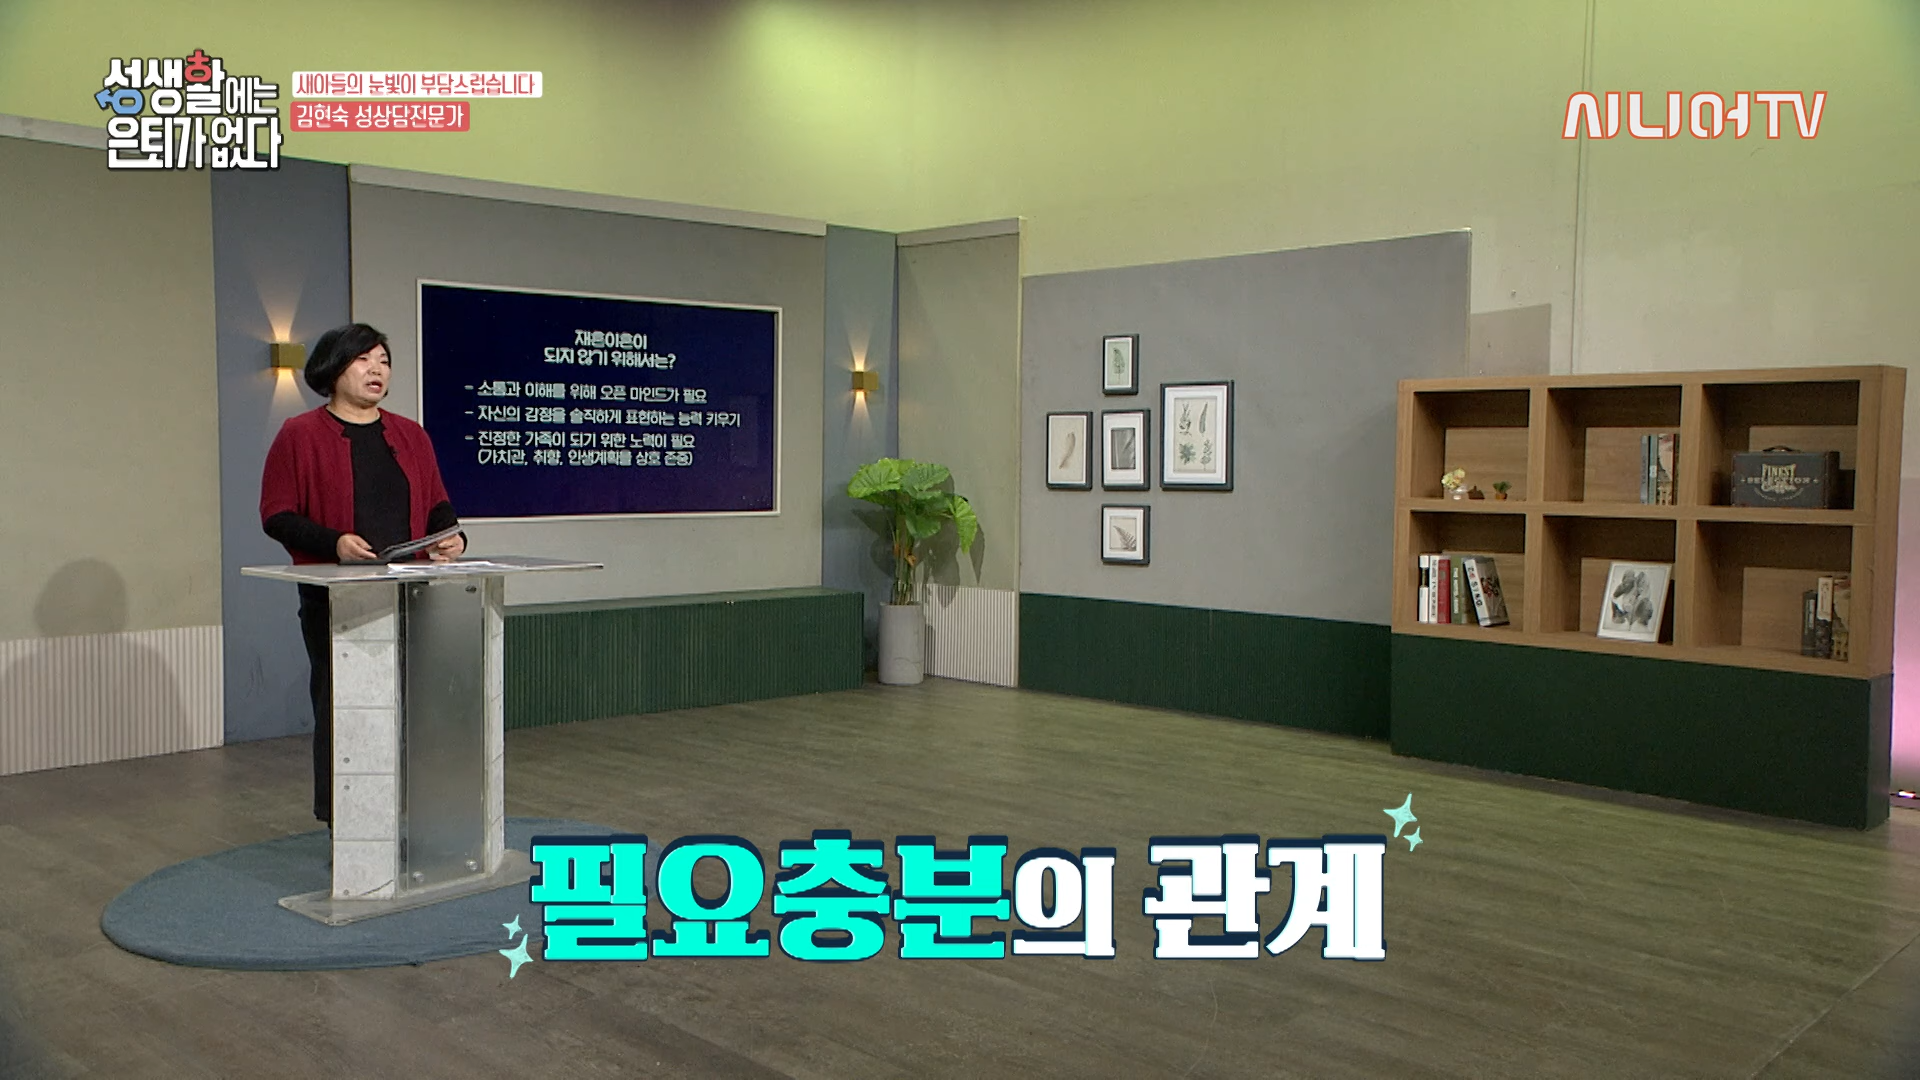 성생활에는
은퇴가 없다
새아들의 눈빛이 부담스럽습니다
김현숙 성상담전문가
시니어TV
재혼이혼이
되지 않기 위해서는?
- 소통과 이해를 위해 오픈 마인드가 필요
- 자신의 감정을 솔직하게 표현하는 능력 키우기
- 진정한 가족이 되기 위한 노력이 필요
(가치관, 취향, 인생계획을 상호 존중)
FINEST
SELECTION
Coffee
필요충분의 관계